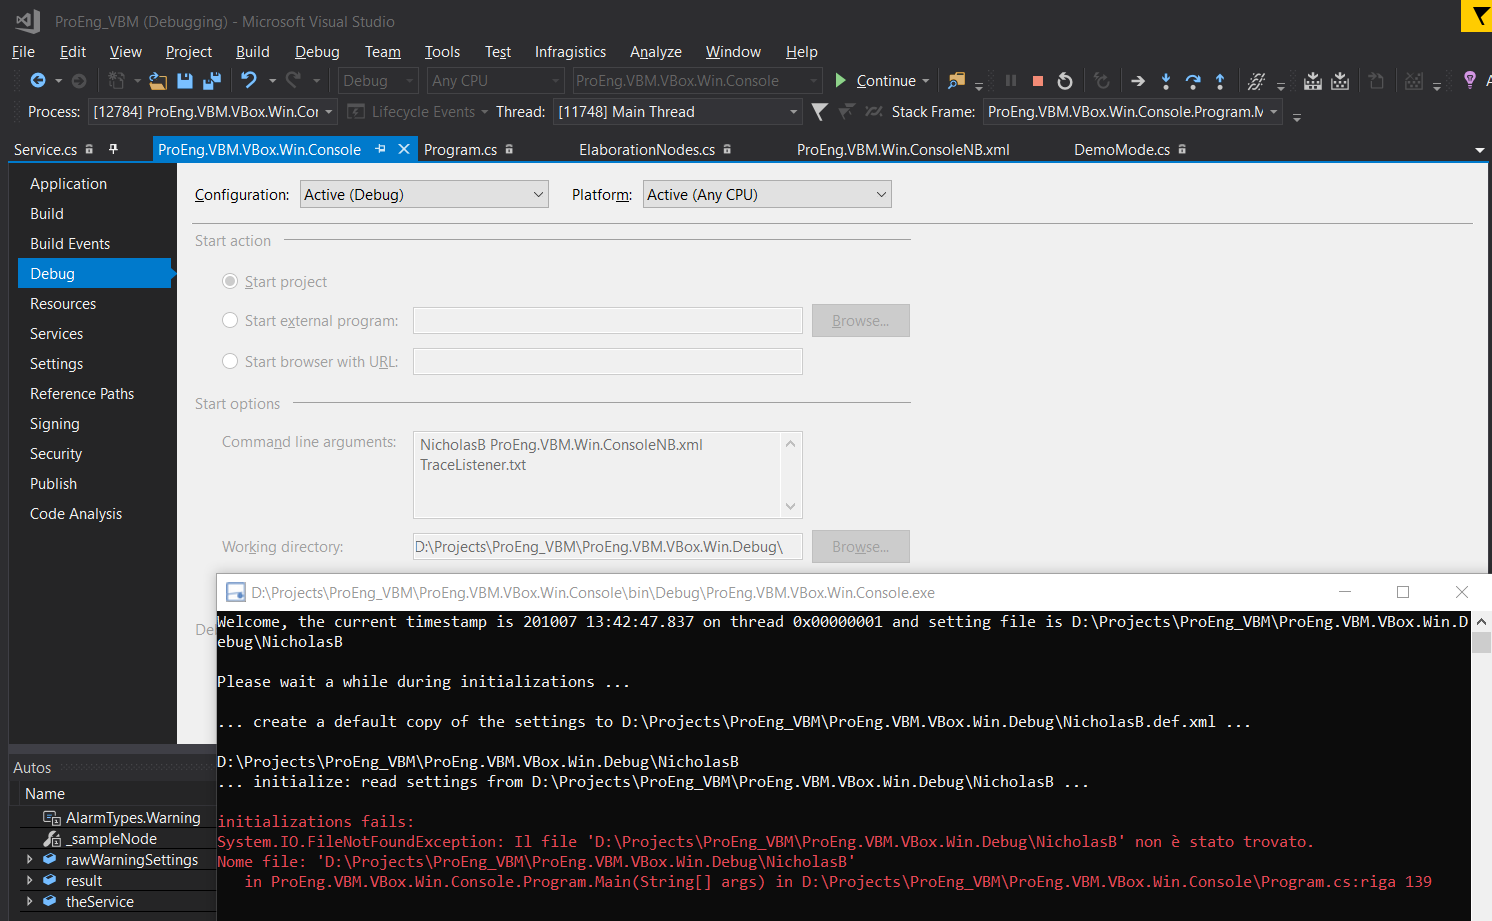 ProEng_VBM (Debugging) - Microsoft Visual Studio
File Edit View Project Build Debug Team Tools Test Infragistics Analyze Window Help
Debug Any CPU ProEng.VBM.VBox.Win.Console Continue
Process: [12784] ProEng.VBM.VBox.Win.Cor Lifecycle Events Thread: [11748] Main Thread Stack Frame: ProEng.VBM.VBox.Win.Console.Program.M
Service.cs ProEng.VBM.VBox.Win.Console Program.cs ElaborationNodes.cs ProEng.VBM.Win.ConsoleNB.xml DemoMode.cs
Application
Build
Build Events
Debug
Resources
Services
Settings
Reference Paths
Signing
Security
Publish
Code Analysis
Configuration: Active (Debug) Platform: Active (Any CPU)
Start action
Start project
Start external program: Browse...
Start browser with URL:
Start options
Command line arguments: NicholasB ProEng.VBM.Win.ConsoleNB.xml
TraceListener.txt
Working directory: D:\Projects\ProEng_VBM\ProEng.VBM.VBox.Win.Debug\ Browse...
De
D:\Projects\ProEng_VBM\ProEng.VBM.VBox.Win.Console\bin\Debug\ProEng.VBM.VBox.Win.Console.exe
Welcome, the current timestamp is 201007 13:42:47.837 on thread 0x00000001 and setting file is D:\Projects\ProEng_VBM\ProEng.VBM.VBox.Win.D
ebug\NicholasB
Please wait a while during initializations ...
... create a default copy of the settings to D:\Projects\ProEng_VBM\ProEng.VBM.VBox.Win.Debug\NicholasB.def.xml ...
D:\Projects\ProEng_VBM\ProEng.VBM.VBox.Win.Debug\NicholasB
... initialize: read settings from D:\Projects\ProEng_VBM\ProEng.VBM.VBox.Win.Debug\NicholasB ...
initializations fails:
System.IO.FileNotFoundException: Il file 'D:\Projects\ProEng_VBM\ProEng.VBM.VBox.Win.Debug\NicholasB' non è stato trovato.
Nome file: 'D:\Projects\ProEng_VBM\ProEng.VBM.VBox.Win.Debug\NicholasB'
in ProEng.VBM.VBox.Win.Console.Program.Main(String[] args) in D:\Projects\ProEng_VBM\ProEng.VBM.VBox.Win.Console\Program.cs:riga 139
Autos
Name
AlarmTypes.Warning
_sampleNode
rawWarningSettings
result
theService